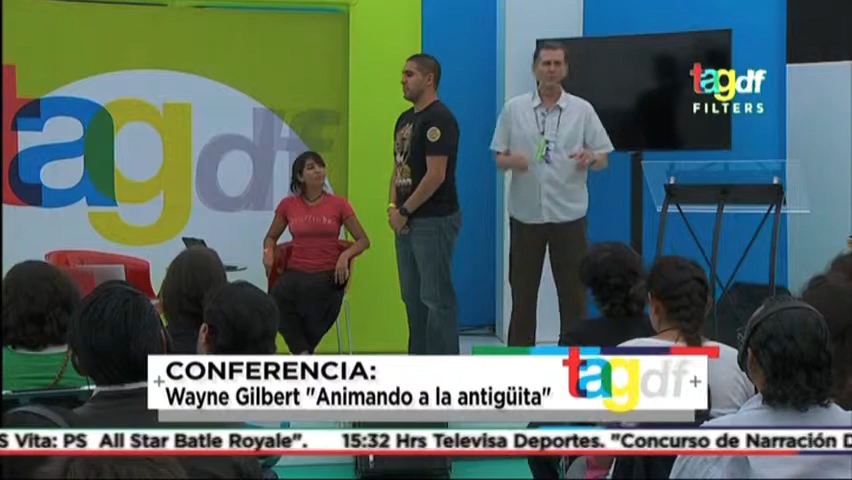 tagdf
FILTERS
tagdf
CONFERENCIA:
Wayne Gilbert "Animando a la antigüita"
tagdf
S Vita: PS All Star Batle Royale". 15:32 Hrs Televisa Deportes. "Concurso de Narración D